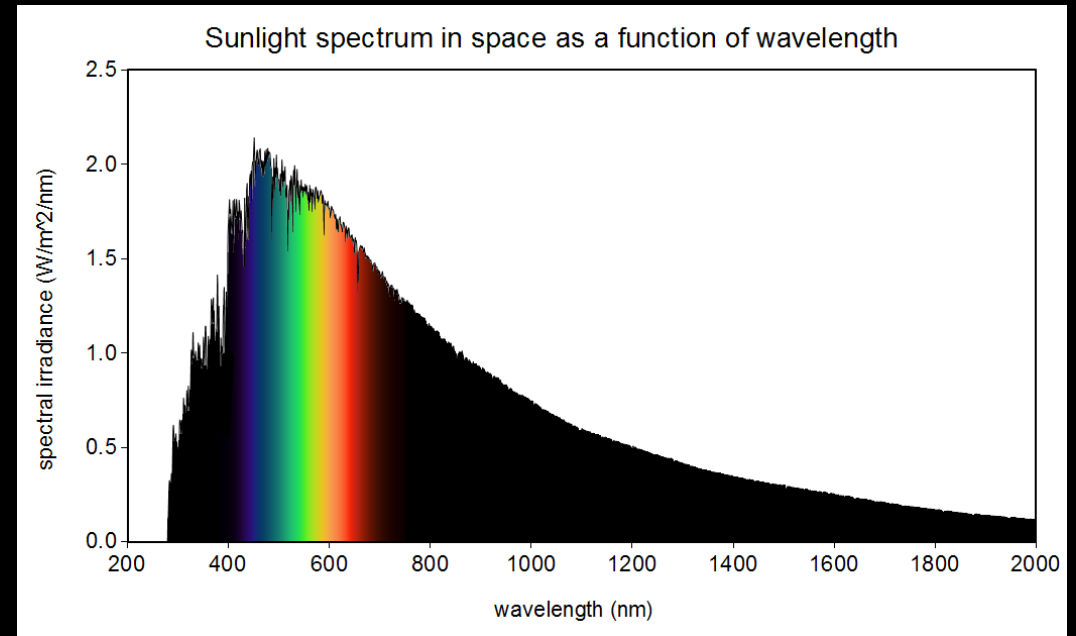 Sunlight spectrum in space as a function of wavelength
2.5
2.0
1.5
1.0
0.5
0.0
spectral irradiance (W/m^2/nm)
200 400 600 800 1000 1200 1400 1600 1800 2000
wavelength (nm)